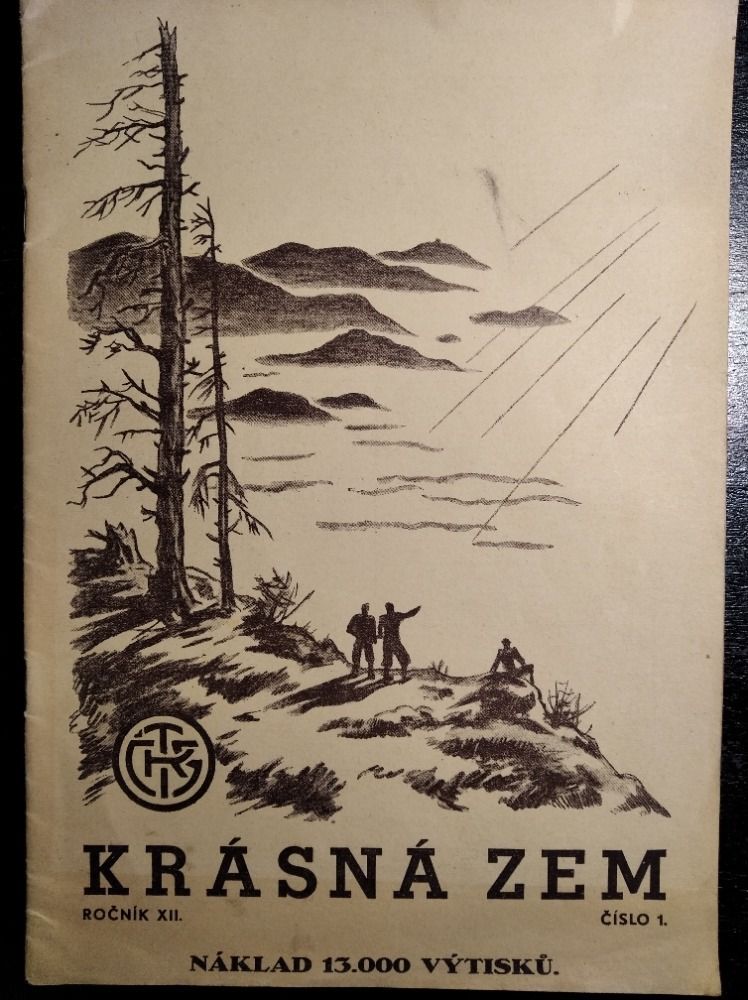 KRÁSNÁ ZEM
ROČNÍK XII. ČÍSLO 1.
NÁKLAD 13.000 VÝTISKŮ.